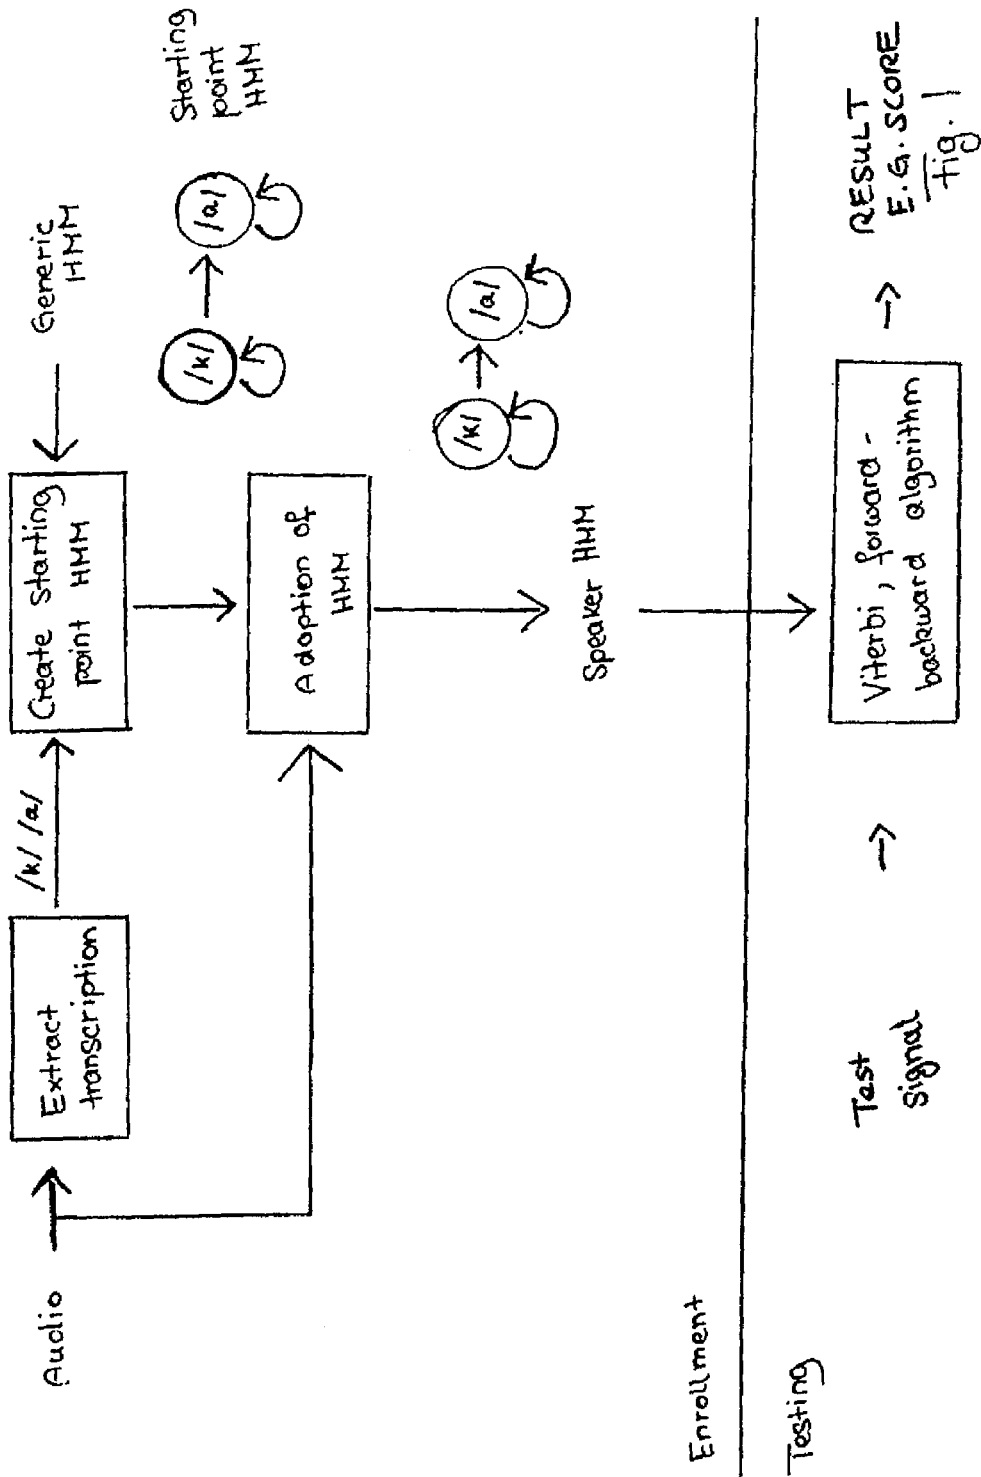 Audio
Extract
transcription
/k/ /a/
Create starting
point HMM
Generic
HMM
/k/
/a/
Starting
point
HMM
Adoption of
HMM
/k/
/a/
Speaker HMM
Enrollment
Testing
Test
Signal
Viterbi, forward-
backward algorithm
RESULT
E.G. SCORE
Fig. 1